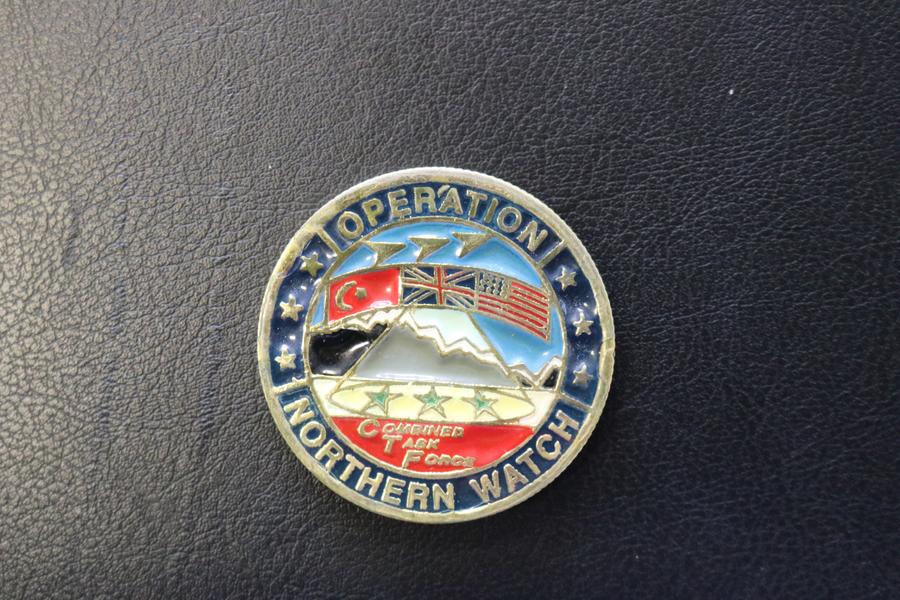 OPERATION
COMBINED
TASK
FORCE
NORTHERN WATCH